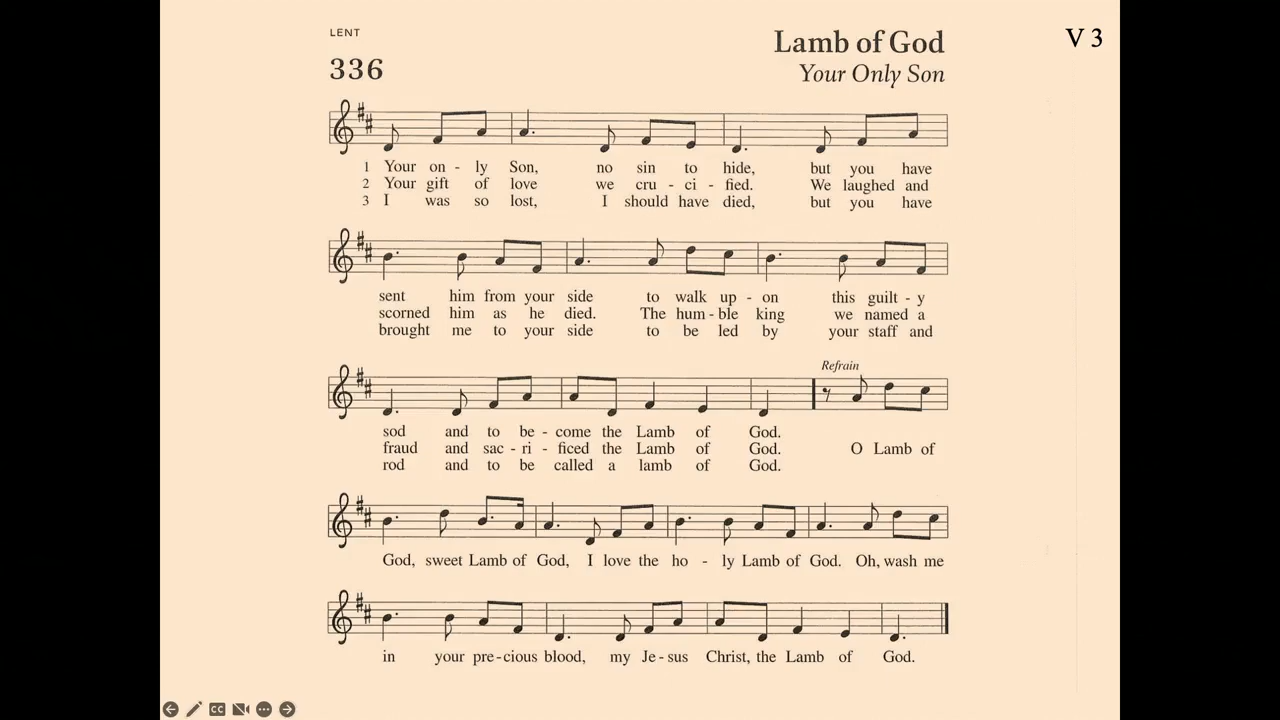 LENT
Lamb of God
V 3
336
Your Only Son
1 Your on - ly Son, no sin to hide, but you have
2 Your gift of love we cru - ci - fied. We laughed and
3 I was so lost, I should have died, but you have
sent him from your side to walk up - on this guilt - y
scorned him as he died. The hum - ble king we named a
brought me to your side to be led by your staff and
Refrain
sod and to be - come the Lamb of God.
fraud and sac - ri - ficed the Lamb of God. O Lamb of
rod and to be called a lamb of God.
God, sweet Lamb of God, I love the ho - ly Lamb of God. Oh, wash me
in your pre - cious blood, my Je - sus Christ, the Lamb of God.
CC